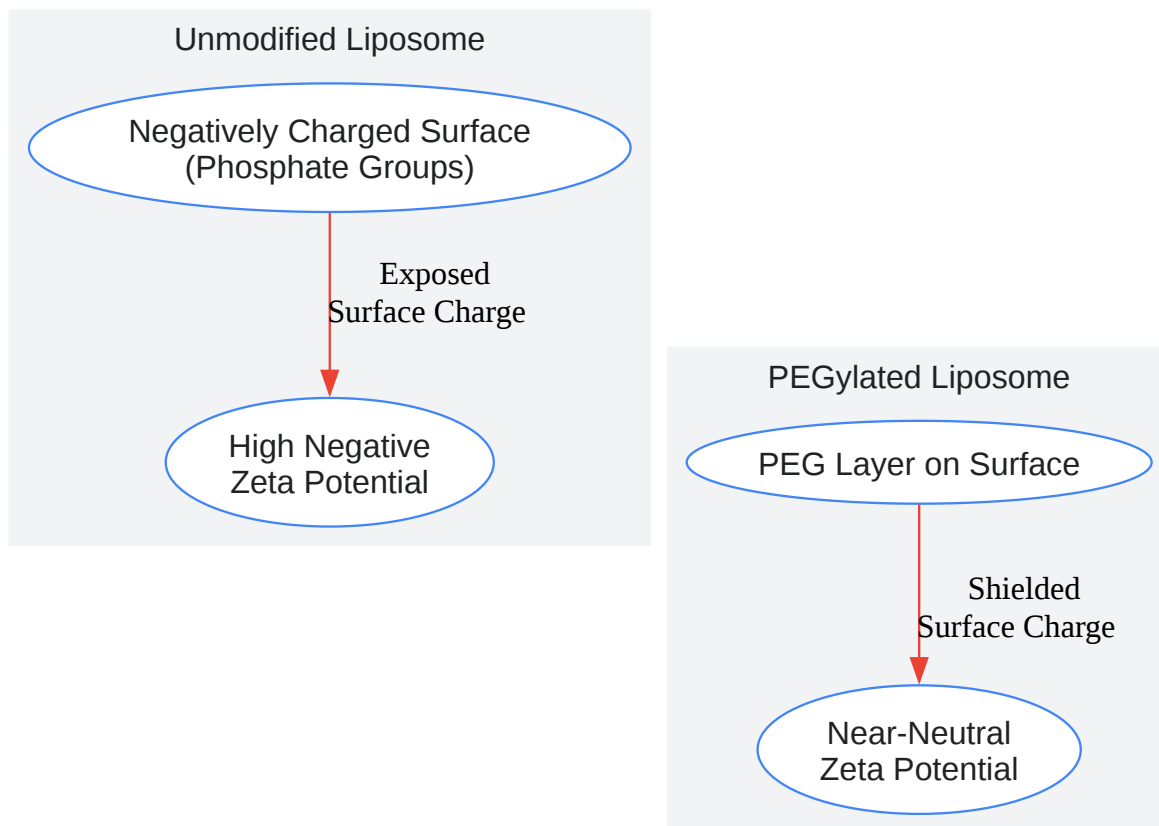 Unmodified Liposome
Negatively Charged Surface
(Phosphate Groups)
Exposed
Surface Charge
High Negative
Zeta Potential
PEGylated Liposome
PEG Layer on Surface
Shielded
Surface Charge
Near-Neutral
Zeta Potential